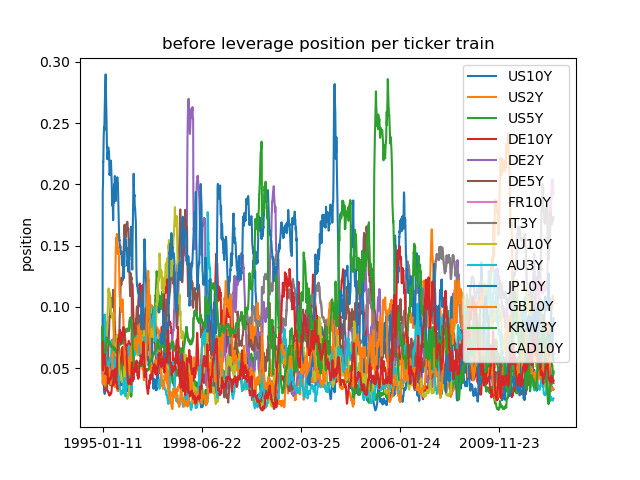 before leverage position per ticker train
position
0.30
0.25
0.20
0.15
0.10
0.05
1995-01-11
1998-06-22
2002-03-25
2006-01-24
2009-11-23
US10Y
US2Y
US5Y
DE10Y
DE2Y
DE5Y
FR10Y
IT3Y
AU10Y
AU3Y
JP10Y
GB10Y
KRW3Y
CAD10Y